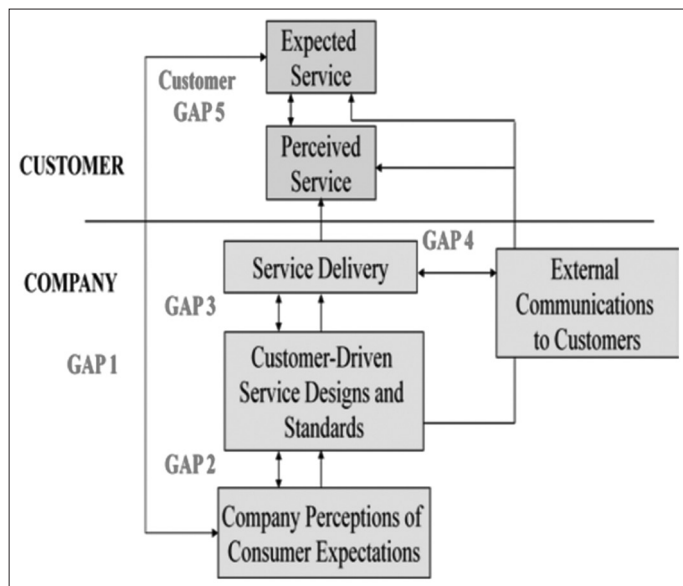 Expected
Service
Customer
GAP 5
Perceived
Service
CUSTOMER
COMPANY
Service Delivery
GAP 4
External
Communications
to Customers
GAP 3
GAP 1
Customer-Driven
Service Designs and
Standards
GAP 2
Company Perceptions of
Consumer Expectations